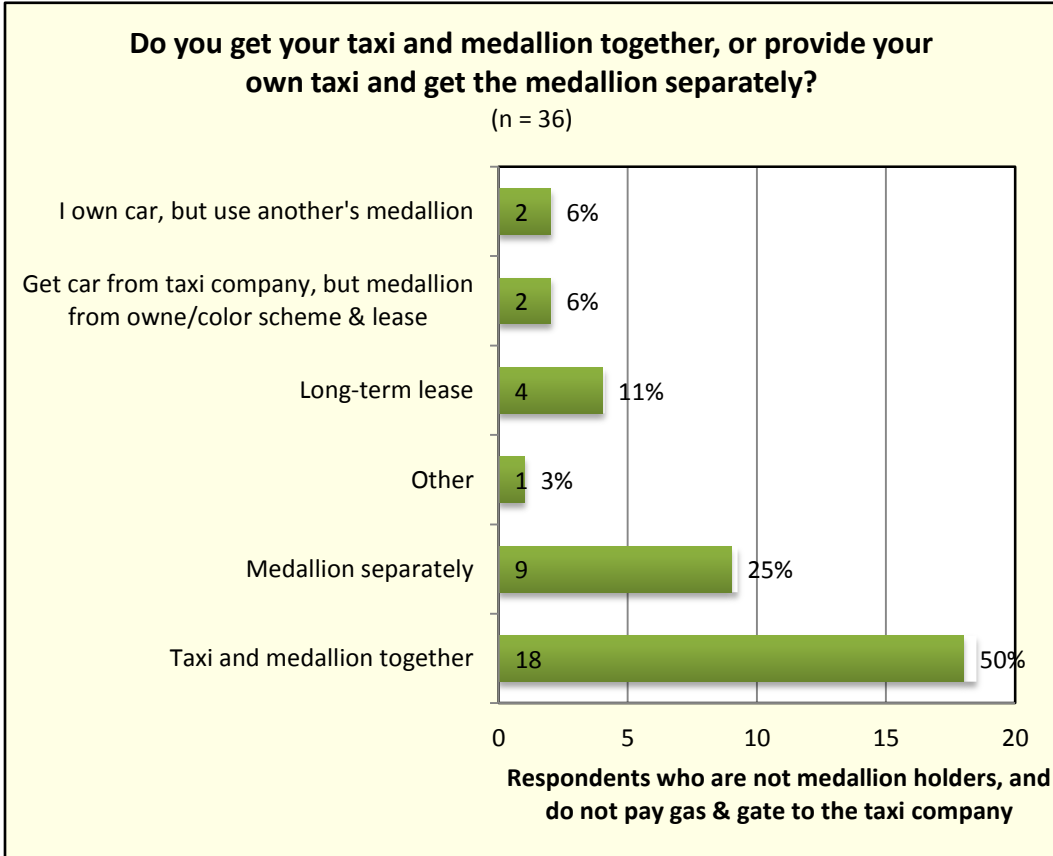 Do you get your taxi and medallion together, or provide your
own taxi and get the medallion separately?
(n = 36)
I own car, but use another's medallion
2 6%
Get car from taxi company, but medallion
from owne/color scheme & lease
2 6%
Long-term lease
4 11%
Other
1 3%
Medallion separately
9 25%
Taxi and medallion together
18 50%
0 5 10 15 20
Respondents who are not medallion holders, and
do not pay gas & gate to the taxi company